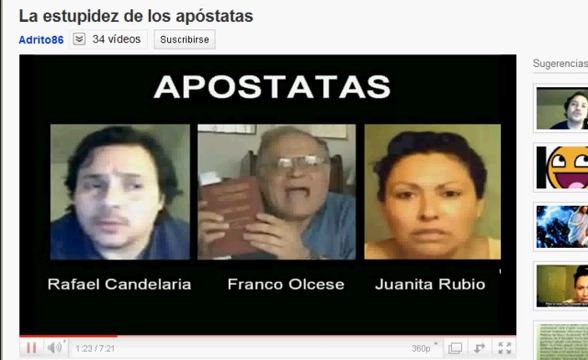 La estupidez de los apóstatas
Adrito86 34 vídeos Suscribirse
Sugerencias
APOSTATAS
Rafael Candelaria Franco Olcese Juanita Rubio
1:23 / 7:21 360p